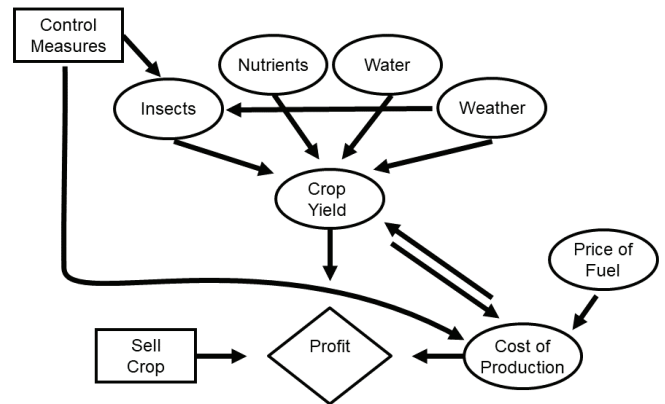 Control
Measures
Nutrients
Water
Insects
Weather
Crop
Yield
Price of
Fuel
Sell
Crop
Profit
Cost of
Production